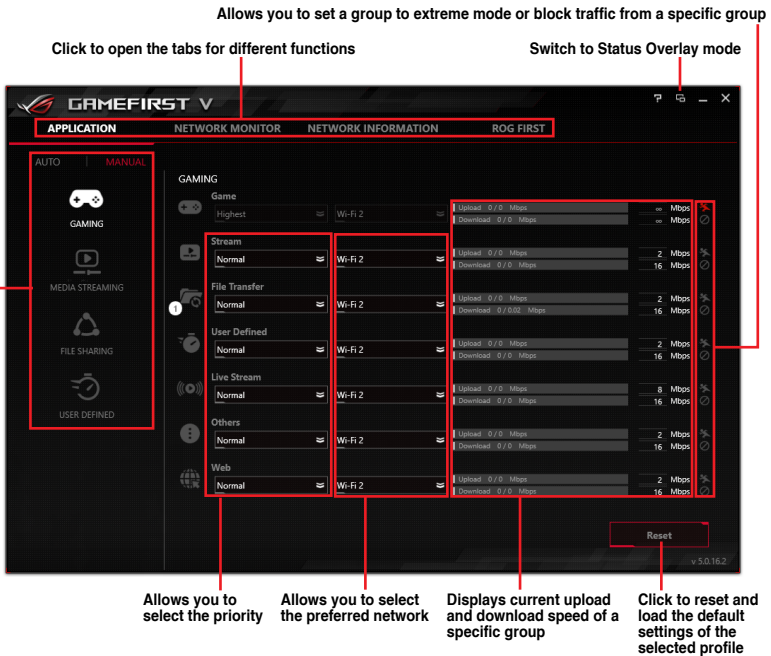 Allows you to set a group to extreme mode or block traffic from a specific group
Click to open the tabs for different functions
Switch to Status Overlay mode
GAMEFIRST V
?
APPLICATION NETWORK MONITOR NETWORK INFORMATION ROG FIRST
AUTO MANUAL
GAMING
MEDIA STREAMING
FILE SHARING
USER DEFINED
GAMING
Game
Highest Wi-Fi 2 Upload 0 / 0 Mbps ∞ Mbps
Download 0 / 0 Mbps ∞ Mbps
Stream
Normal Wi-Fi 2 Upload 0 / 0 Mbps 2 Mbps
Download 0 / 0 Mbps 16 Mbps
File Transfer
1
Normal Wi-Fi 2 Upload 0 / 0 Mbps 2 Mbps
Download 0 / 0.02 Mbps 16 Mbps
User Defined
Normal Wi-Fi 2 Upload 0 / 0 Mbps 2 Mbps
Download 0 / 0 Mbps 16 Mbps
Live Stream
Normal Wi-Fi 2 Upload 0 / 0 Mbps 8 Mbps
Download 0 / 0 Mbps 16 Mbps
Others
Normal Wi-Fi 2 Upload 0 / 0 Mbps 2 Mbps
Download 0 / 0 Mbps 16 Mbps
Web
Normal Wi-Fi 2 Upload 0 / 0 Mbps 2 Mbps
Download 0 / 0 Mbps 16 Mbps
Reset
v 5.0.16.2
Allows you to
select the priority
Allows you to select
the preferred network
Displays current upload
and download speed of a
specific group
Click to reset and
load the default
settings of the
selected profile